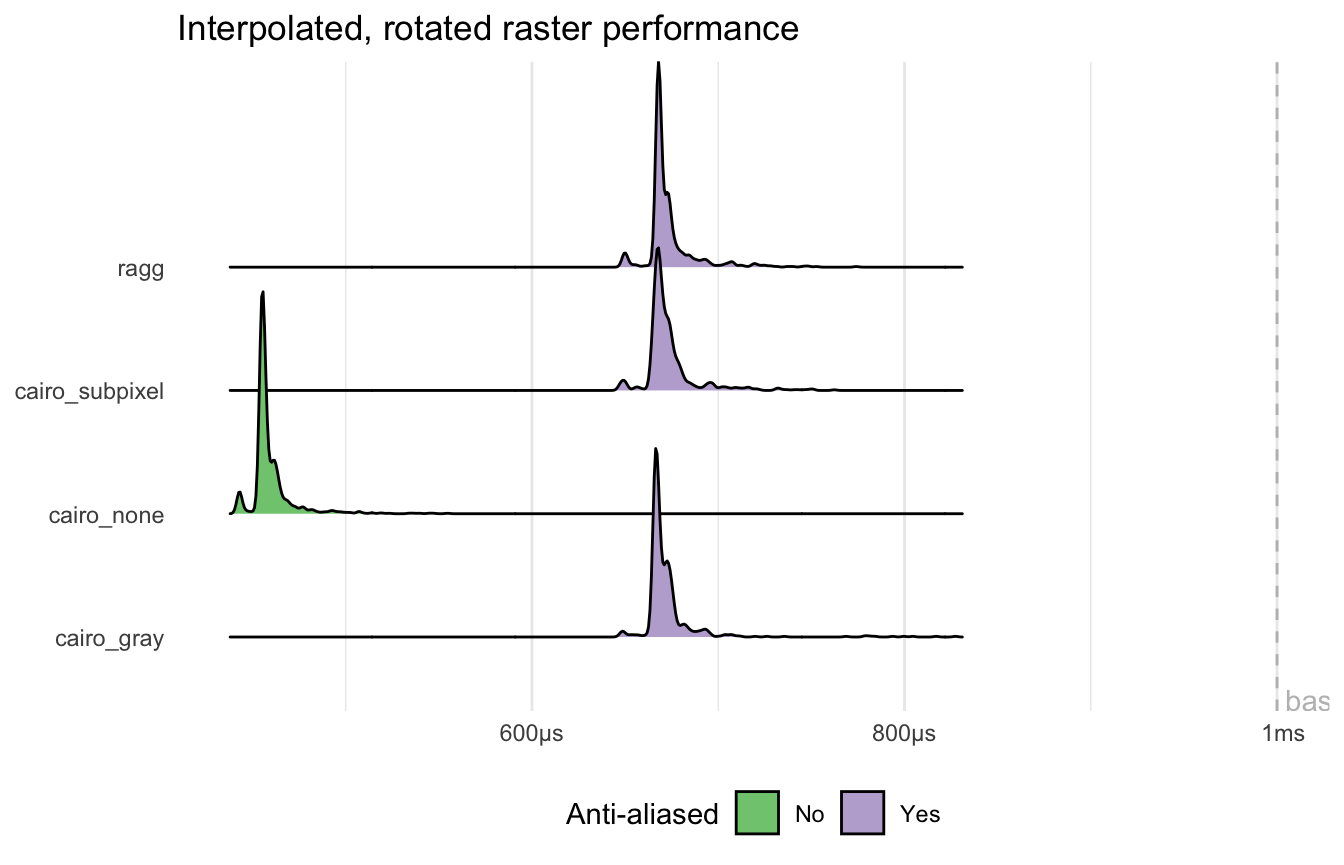 Interpolated, rotated raster performance
ragg
cairo_subpixel
cairo_none
cairo_gray
bas
600µs 800µs 1ms
Anti-aliased No Yes